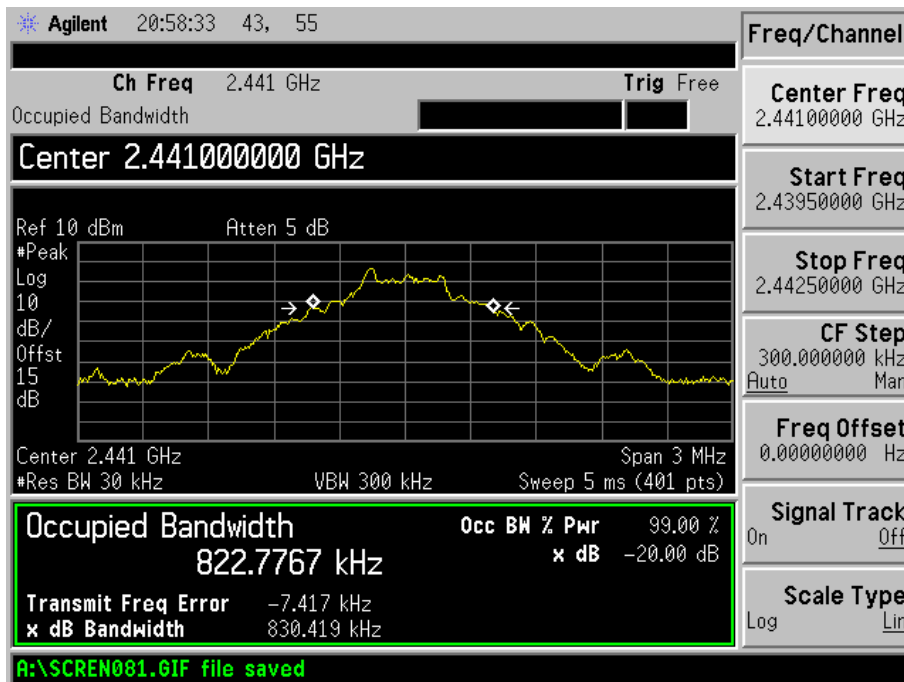 Agilent 20:58:33 43, 55
Ch Freq 2.441 GHz Trig Free
Occupied Bandwidth
Center 2.441000000 GHz
Ref 10 dBm Atten 5 dB
#Peak
Log
10
dB/
Offst
15
dB
Center 2.441 GHz Span 3 MHz
#Res BW 30 kHz VBW 300 kHz Sweep 5 ms (401 pts)
Occupied Bandwidth
822.7767 kHz
Occ BW % Pwr 99.00 %
x dB -20.00 dB
Transmit Freq Error -7.417 kHz
x dB Bandwidth 830.419 kHz
A:\SCREN081.GIF file saved
Freq/Channel
Center Freq
2.44100000 GHz
Start Freq
2.43950000 GHz
Stop Freq
2.44250000 GHz
CF Step
300.000000 kHz
Auto Man
Freq Offset
0.00000000 Hz
Signal Track
On Off
Scale Type
Log Lin